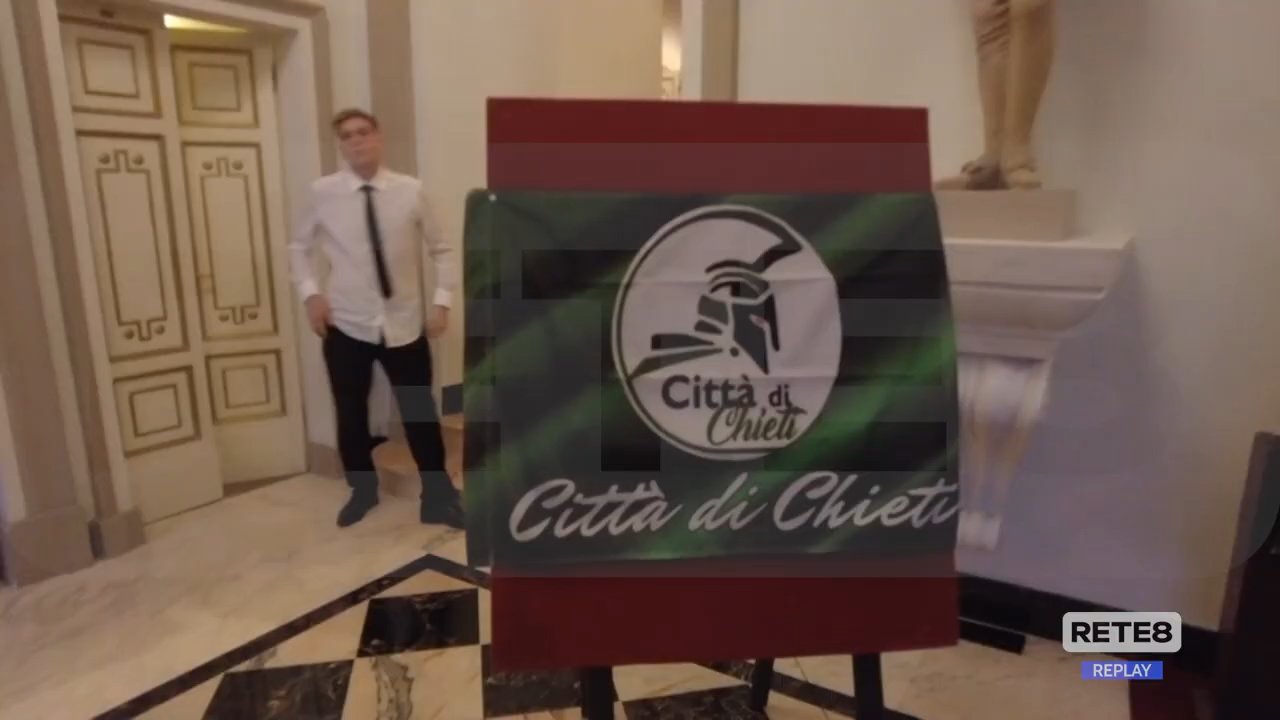 Città di
Chieti
Città di Chieti
RETE8
REPLAY